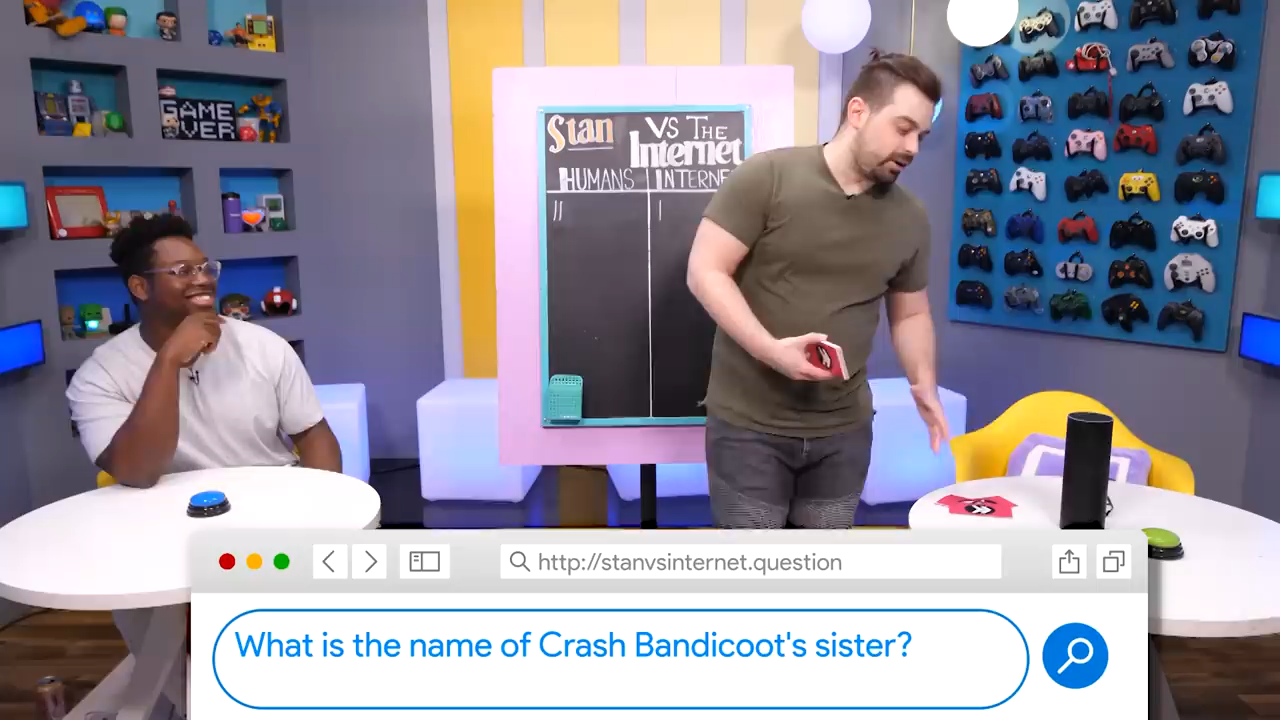 GAME
OVER
Stan VS THE
Internet
HUMANS INTERNE
http://stanvsinternet.question
What is the name of Crash Bandicoot's sister?